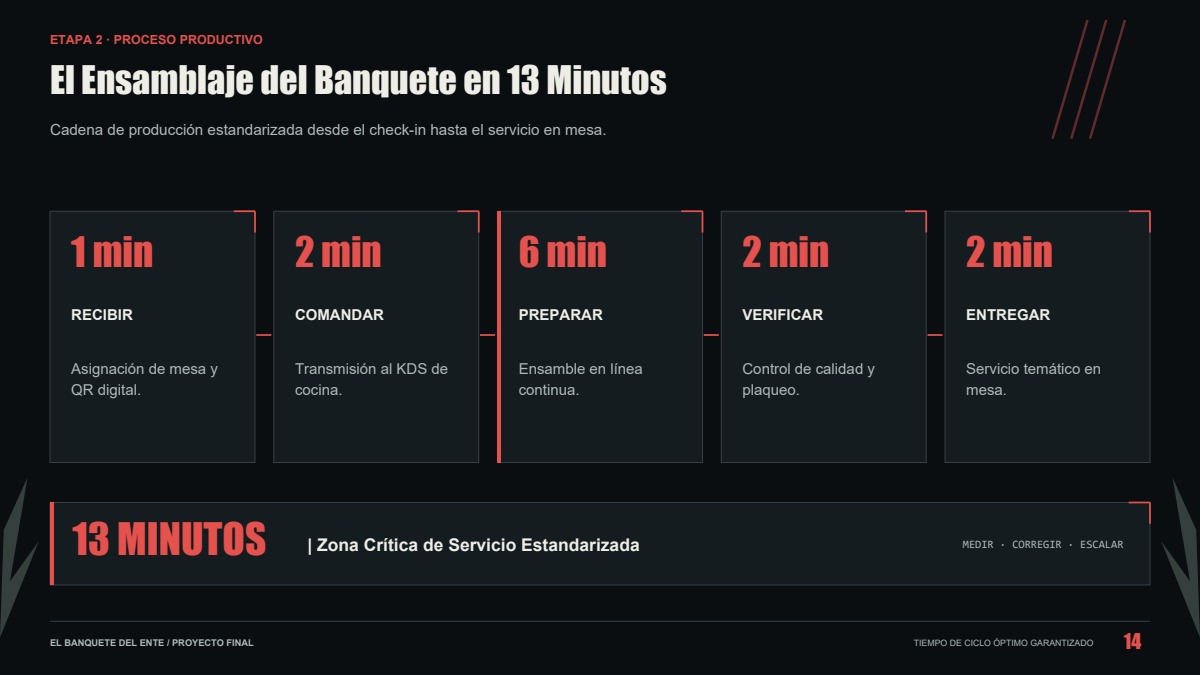 ETAPA 2 · PROCESO PRODUCTIVO
El Ensamblaje del Banquete en 13 Minutos
Cadena de producción estandarizada desde el check-in hasta el servicio en mesa.
1 min
RECIBIR
Asignación de mesa y
QR digital.
2 min
COMANDAR
Transmisión al KDS de
cocina.
6 min
PREPARAR
Ensamble en línea
continua.
2 min
VERIFICAR
Control de calidad y
plaqueo.
2 min
ENTREGAR
Servicio temático en
mesa.
13 MINUTOS
| Zona Crítica de Servicio Estandarizada
MEDIR · CORREGIR · ESCALAR
EL BANQUETE DEL ENTE / PROYECTO FINAL
TIEMPO DE CICLO ÓPTIMO GARANTIZADO
14